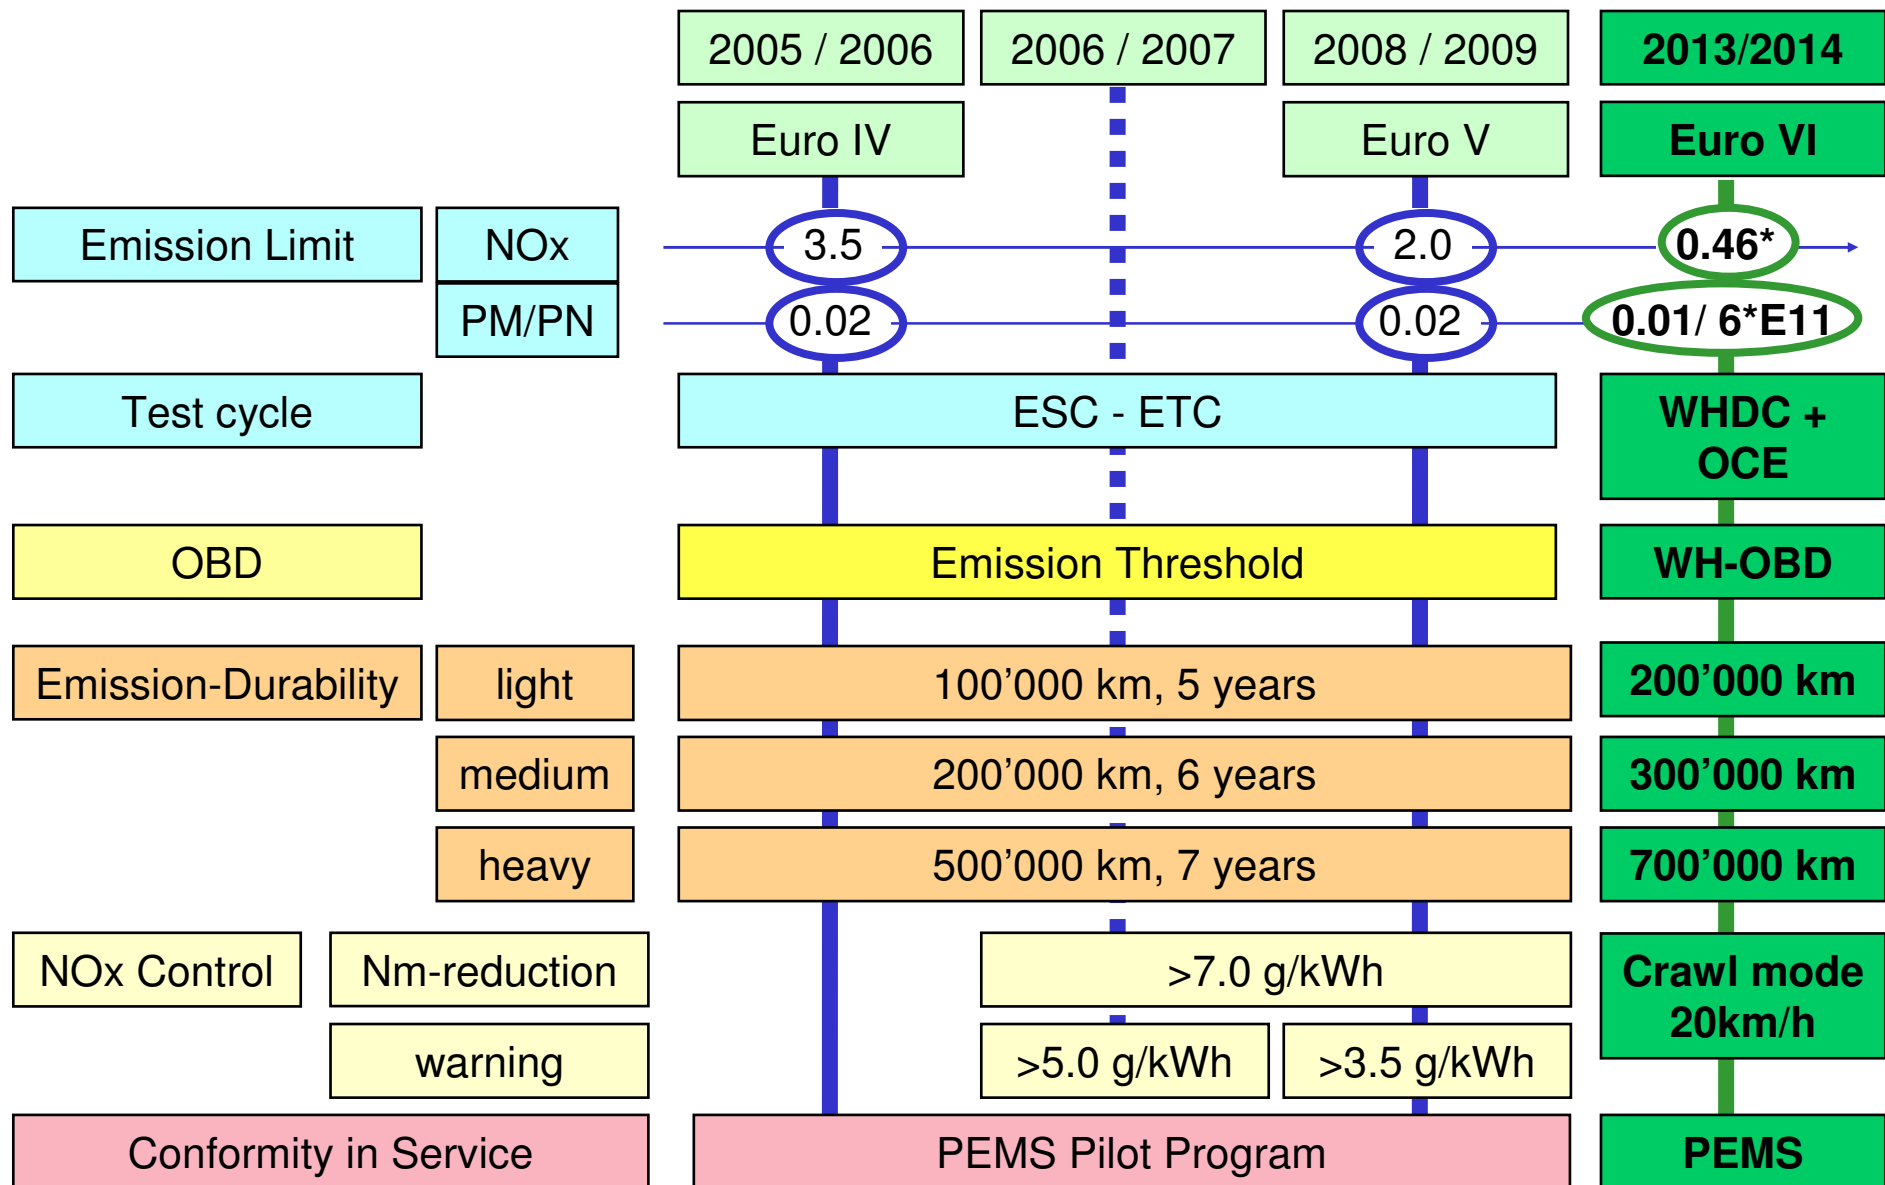 2005 / 2006
2006 / 2007
2008 / 2009
2013/2014
Euro IV
Euro V
Euro VI
Emission Limit
NOx
3.5
2.0
0.46*
PM/PN
0.02
0.02
0.01/ 6*E11
Test cycle
ESC - ETC
WHDC +
OCE
OBD
Emission Threshold
WH-OBD
Emission-Durability
light
100’000 km, 5 years
200’000 km
medium
200’000 km, 6 years
300’000 km
heavy
500’000 km, 7 years
700’000 km
NOx Control
Nm-reduction
>7.0 g/kWh
Crawl mode
20km/h
warning
>5.0 g/kWh
>3.5 g/kWh
Conformity in Service
PEMS Pilot Program
PEMS